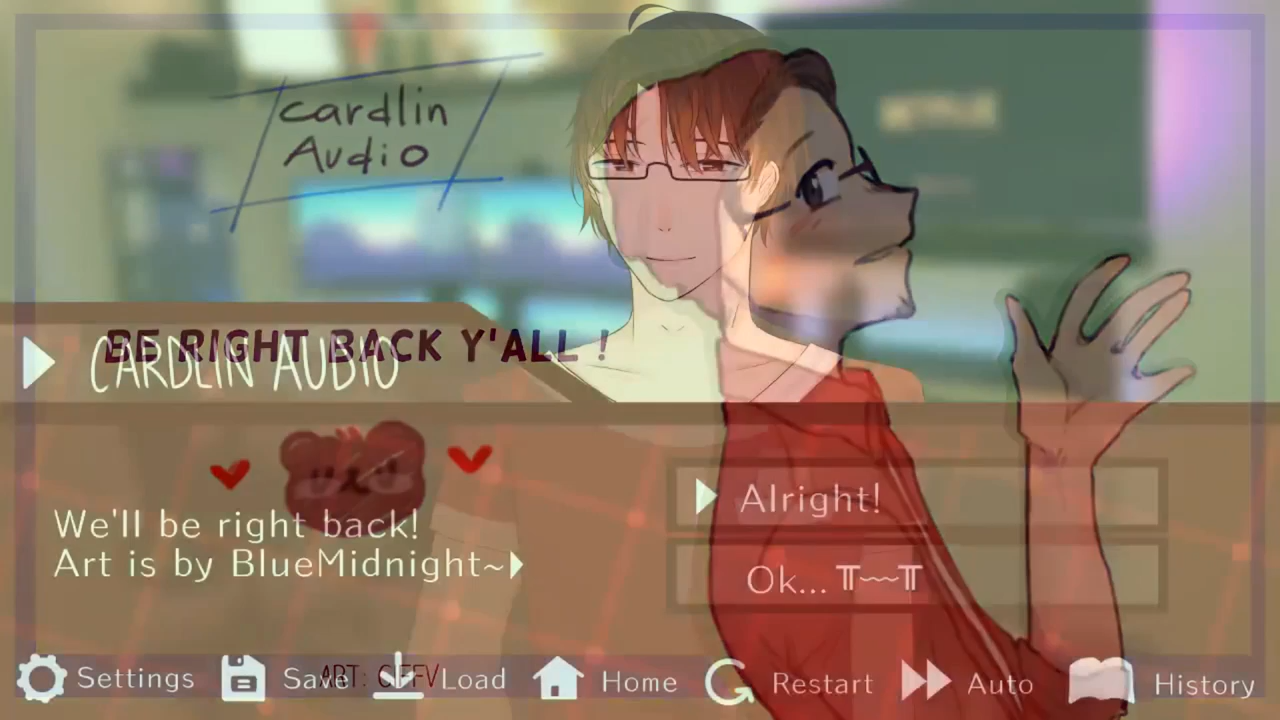 cardlin
Audio
BE RIGHT BACK Y'ALL !
CARDLIN AUDIO
We'll be right back!
Art is by BlueMidnight~
Alright!
Ok... ╥﹏╥
Settings
Save
Load
Home
Restart
Auto
History
ART: